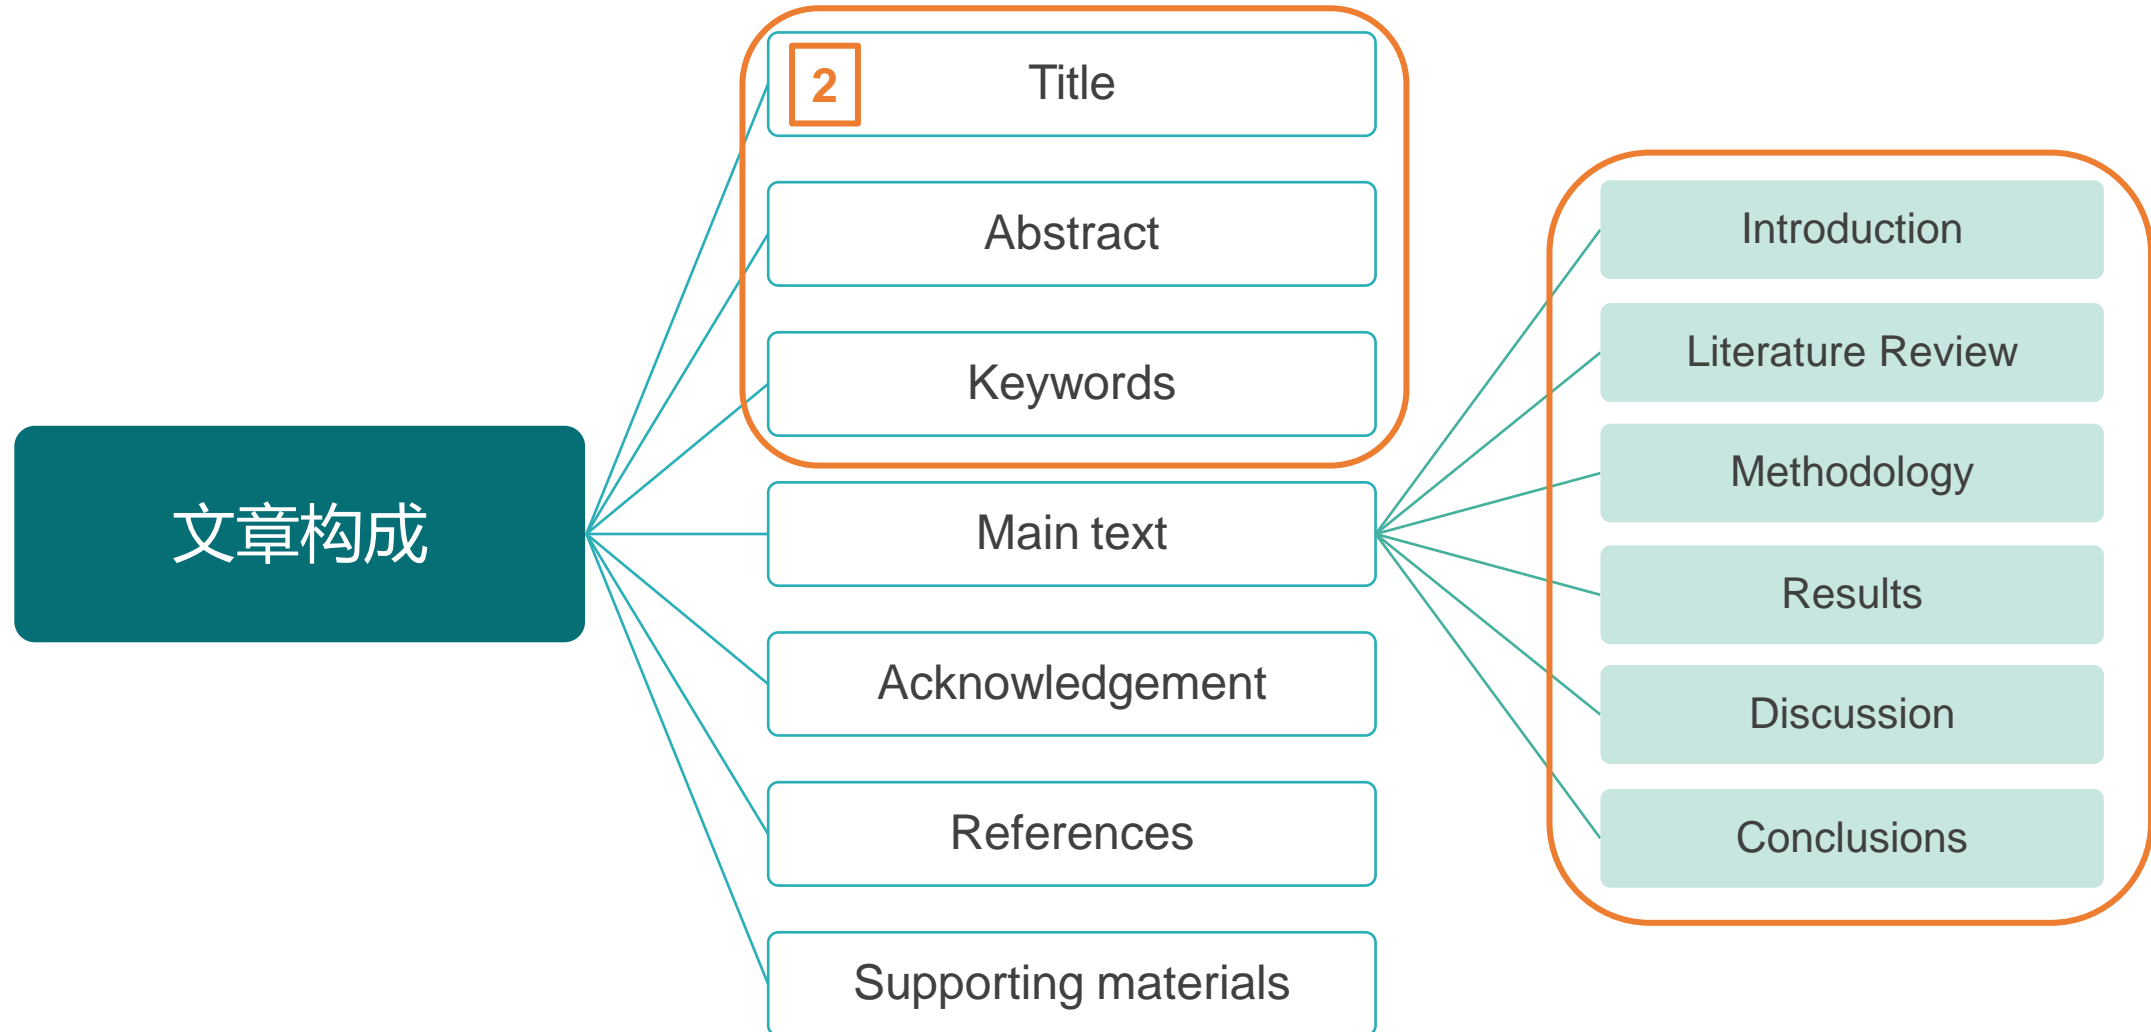 文章构成
2
Title
Abstract
Keywords
Main text
Acknowledgement
References
Supporting materials
Introduction
Literature Review
Methodology
Results
Discussion
Conclusions